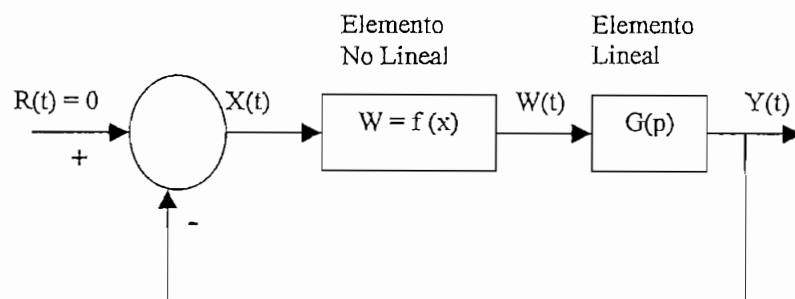 Elemento
No Lineal
Elemento
Lineal
R(t) = 0
X(t)
W = f (x)
W(t)
G(p)
Y(t)
+
-